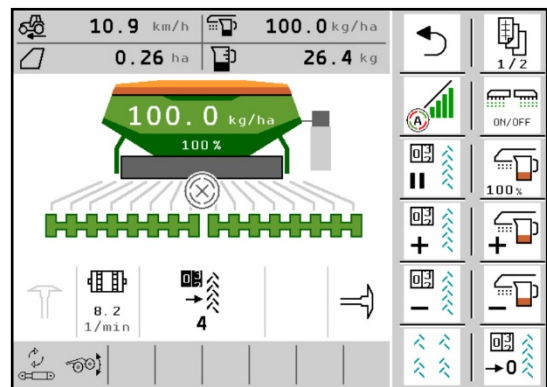 10.9 km/h 100.0 kg/ha
0.26 ha 26.4 kg
1/2
100.0 kg/ha
100%
A
ON/OFF
100%
8.2
1/min
4
→0